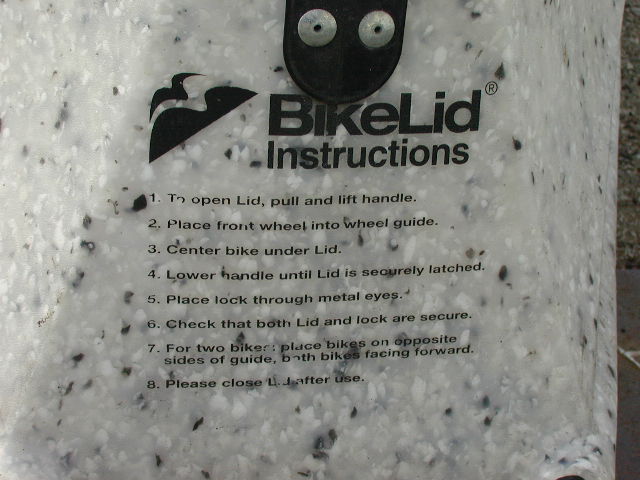 BikeLid®
Instructions
1. To open Lid, pull and lift handle.
2. Place front wheel into wheel guide.
3. Center bike under Lid.
4. Lower handle until Lid is securely latched.
5. Place lock through metal eyes.
6. Check that both Lid and lock are secure.
7. For two bikes: place bikes on opposite
sides of guide, both bikes facing forward.
8. Please close Lid after use.